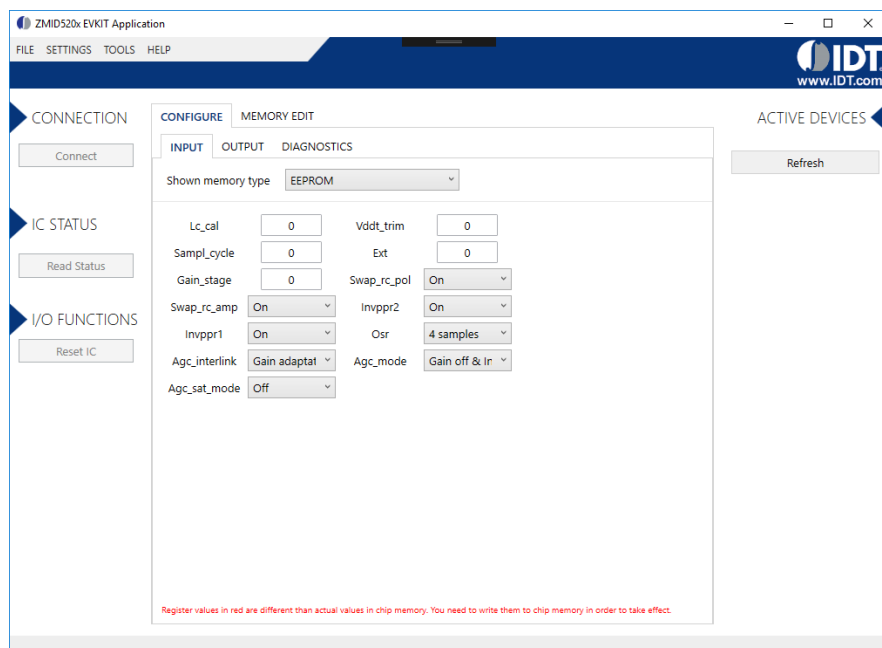 ZMID520x EVKIT Application
FILE SETTINGS TOOLS HELP
IDT
www.IDT.com
CONNECTION
Connect
IC STATUS
Read Status
I/O FUNCTIONS
Reset IC
CONFIGURE MEMORY EDIT
INPUT OUTPUT DIAGNOSTICS
Shown memory type EEPROM
Lc_cal 0 Vddt_trim 0
Sampl_cycle 0 Ext 0
Gain_stage 0 Swap_rc_pol On
Swap_rc_amp On Invppr2 On
Invppr1 On Osr 4 samples
Agc_interlink Gain adaptat Agc_mode Gain off & In
Agc_sat_mode Off
Register values in red are different than actual values in chip memory. You need to write them to chip memory in order to take effect.
ACTIVE DEVICES
Refresh